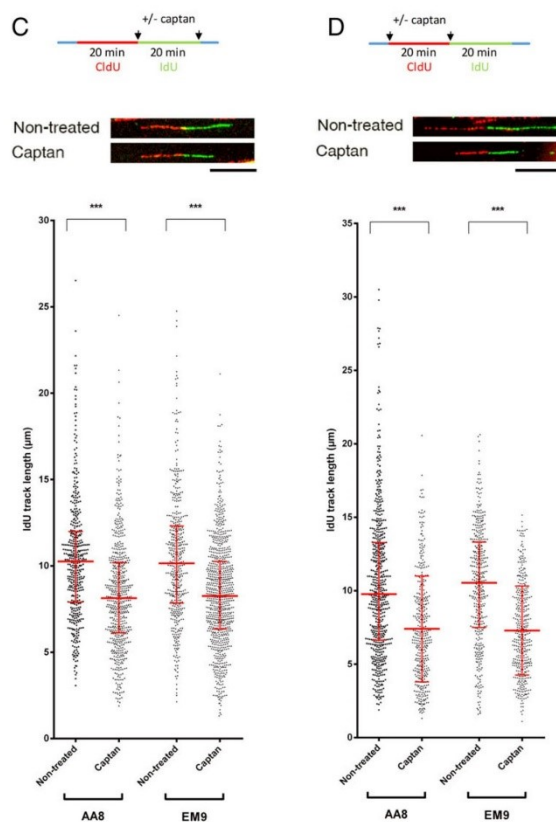 C
+/- captan
20 min 20 min
CldU IdU
Non-treated
Captan
*** ***
IdU track length (µm)
30
25
20
15
10
5
0
Non-treated Captan Non-treated Captan
AA8 EM9
D
+/- captan
20 min 20 min
CldU IdU
Non-treated
Captan
*** ***
IdU track length (µm)
35
30
25
20
15
10
5
0
Non-treated Captan Non-treated Captan
AA8 EM9